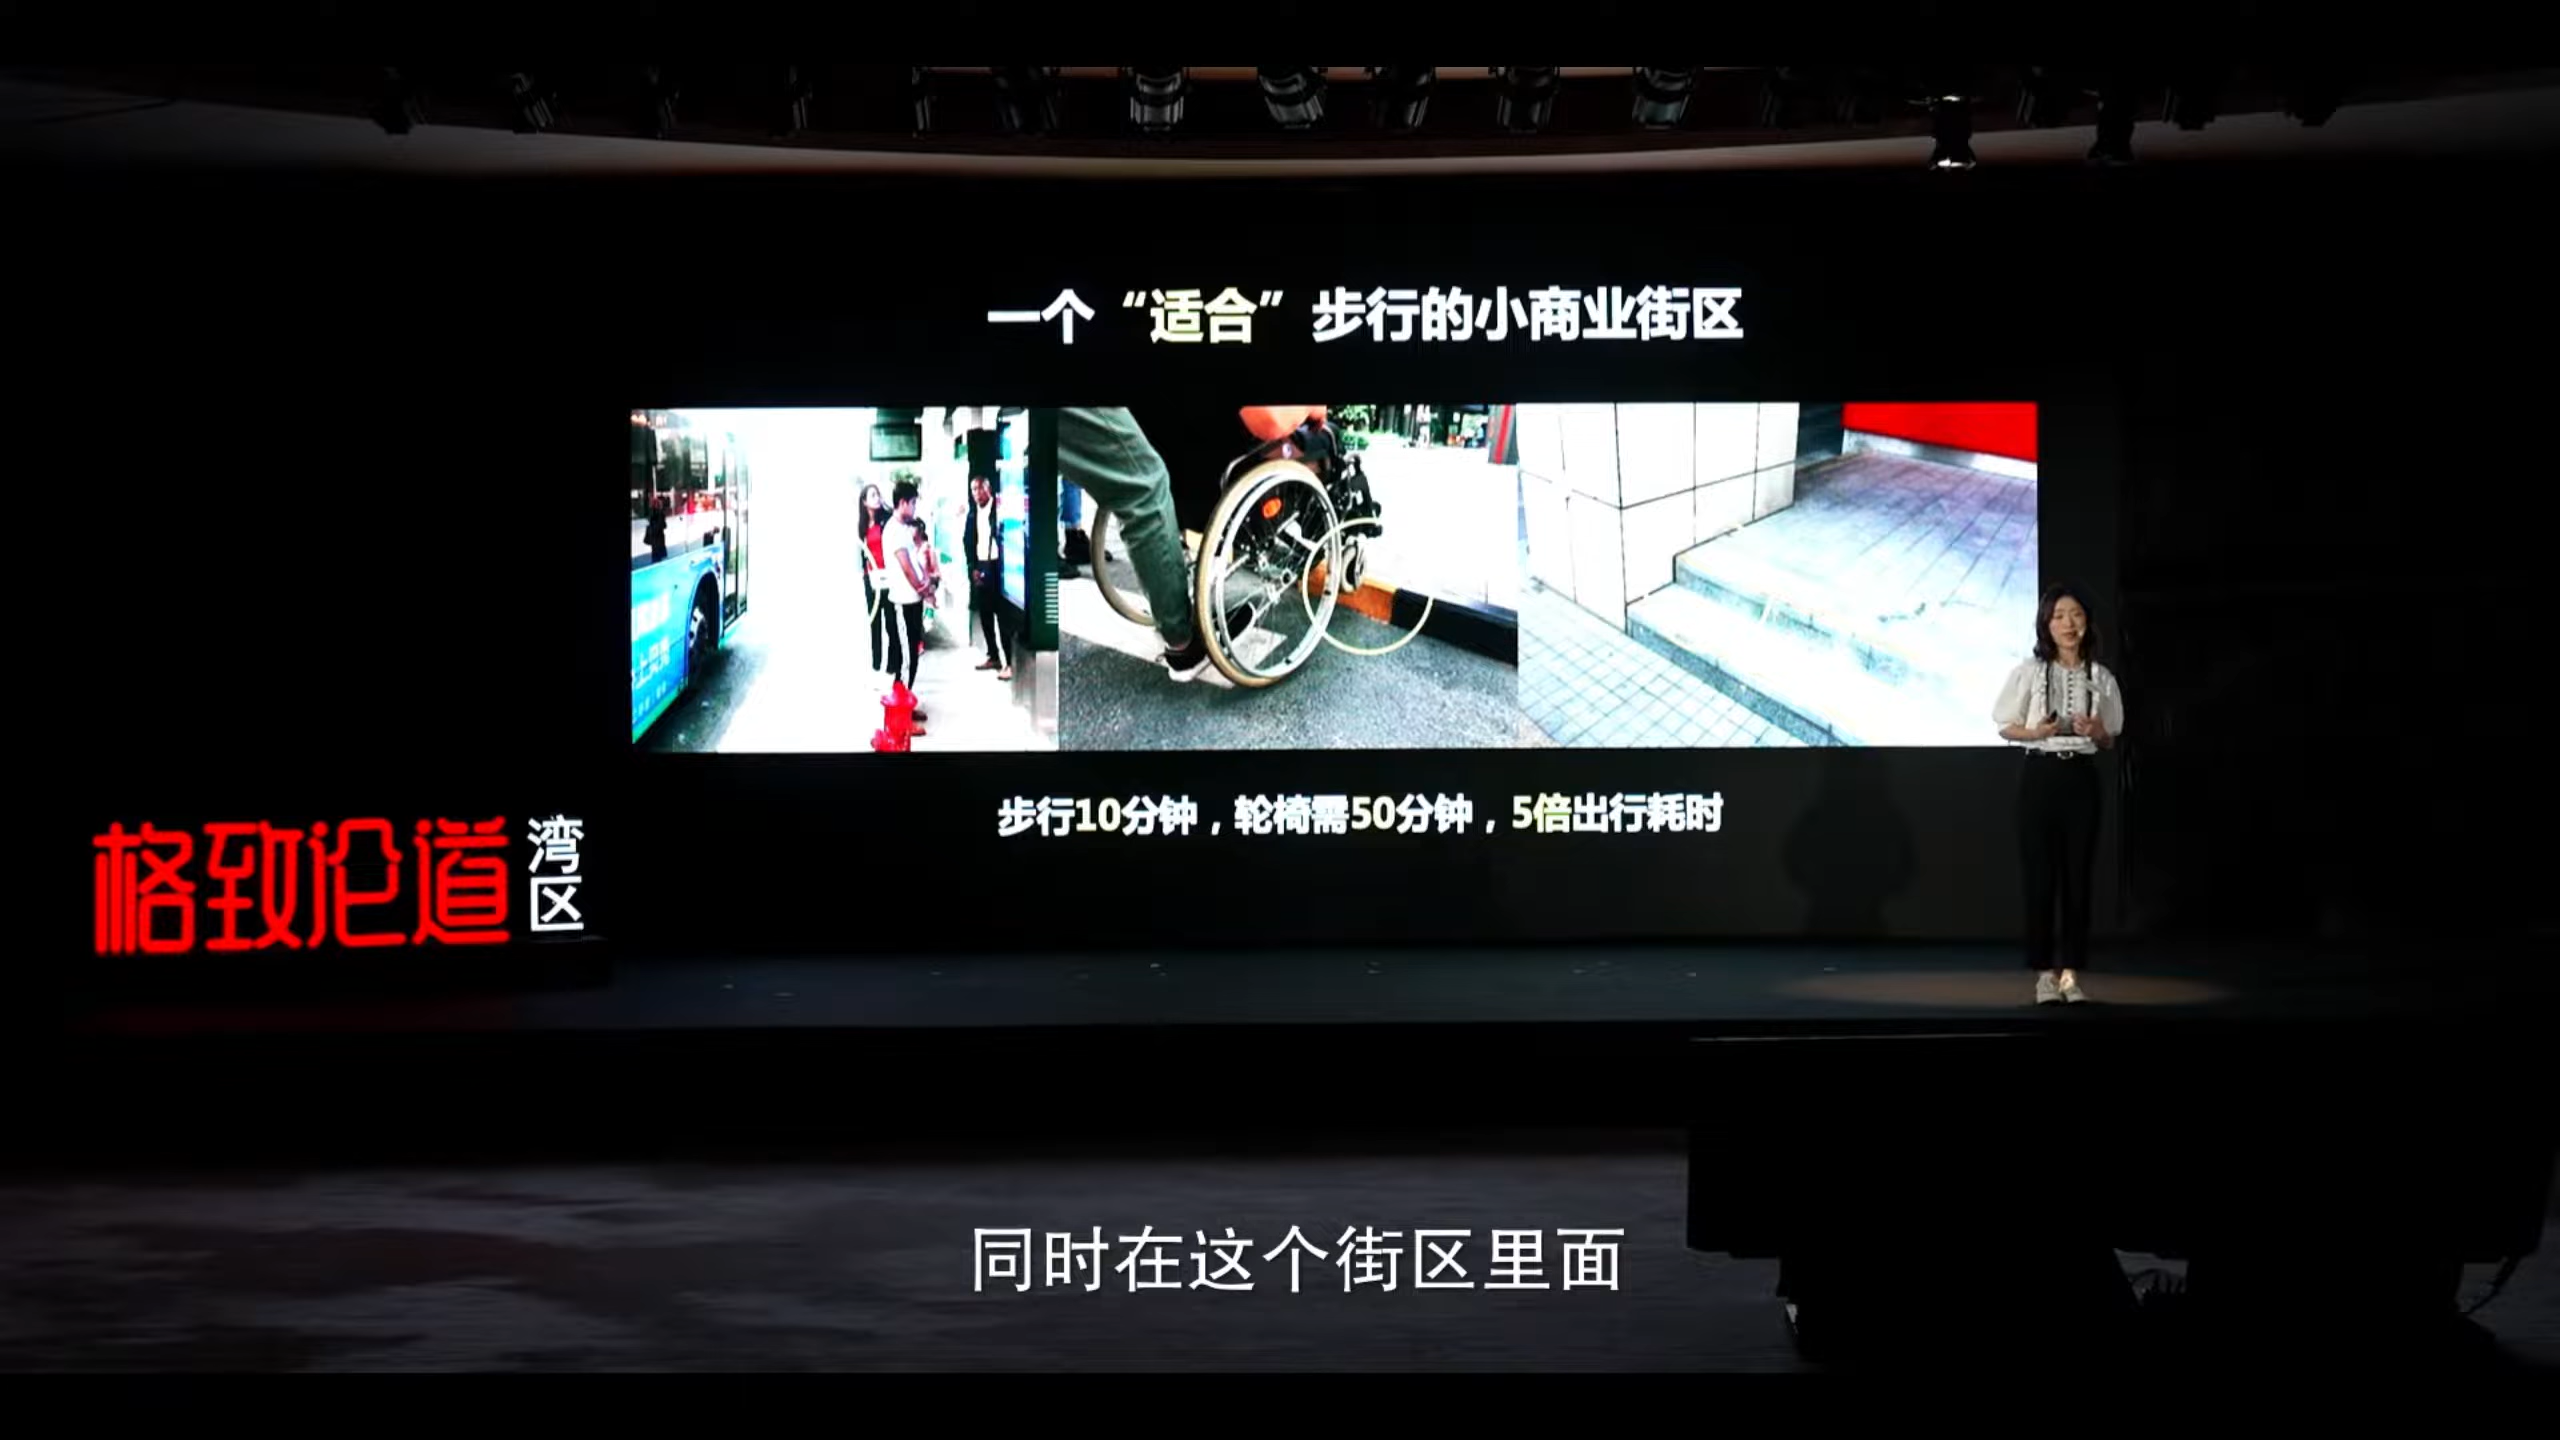 一个“适合”步行的小商业街区
步行10分钟，轮椅需50分钟，5倍出行耗时
格致论道
湾区
同时在这个街区里面